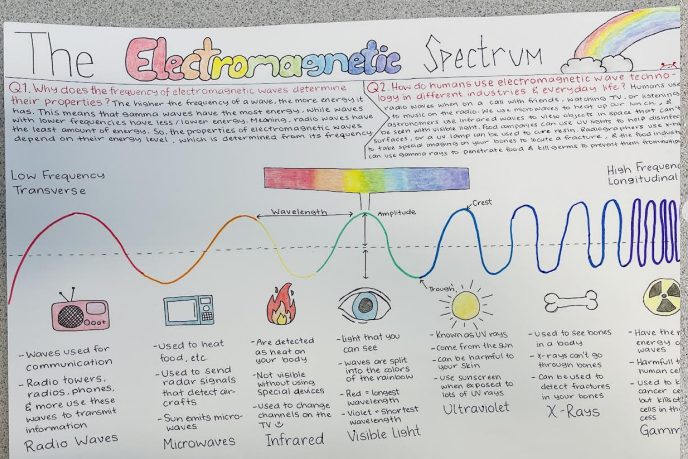 The Electromagnetic Spectrum
Q1. Why does the frequency of electromagnetic waves determine
their properties? The higher the frequency of a wave, the more energy it
has. This means that gamma waves have the most energy, while waves
with lower frequencies have less/lower energy. Meaning, radio waves have
the least amount of energy. So, the properties of electromagnetic waves
depend on their energy level, which is determined from its frequency.
Q2. How do humans use electromagnetic wave techno-
logy in different industries & everyday life? Humans use
radio waves when on a call with friends, watching TV, or listening
to music on the radio. We use microwaves to heat up our lunch, &
astronomers use infrared waves to view objects in space that can't
be seen with visible light. Food companies can use UV lights to help disinfect
surfaces, or a UV lamp can be used to cure resin. Radiographers use x-rays
to take special imaging of your bones to locate a fracture, & the food industry
can use gamma rays to penetrate food & kill germs to prevent them from
Low Frequency
Transverse
High Frequenc
Longitudinal
Wavelength
Amplitude
Crest
Trough
-Waves used for
communication
-Radio towers,
radios, phones,
& more use these
waves to transmit
information
Radio Waves
-Used to heat
food, etc
-Used to send
radar signals
that detect air-
crafts
-Sun emits micro-
waves
Microwaves
-Are detected
as heat on
your body
-Not visible
without using
special devices
-Used to change
channels on the
TV
Infrared
-Light that you
can see
-waves are split
into the colors
of the rainbow
-Red = longest
wavelength
-Violet = shortest
wavelength
Visible Light
-Known as UV rays
-come from the sun
-can be harmful to
your skin
-Use sunscreen
when exposed to
lots of UV rays
Ultraviolet
-Used to see bones
in a body
-x-rays can't go
through bones
-Can be used to
detect fractures
in your bones
X-Rays
-Have the m
energy o
waves
-Harmful t
human ce
-used to k
cancer ce
but kills ot
cells in the
cess
Gamm